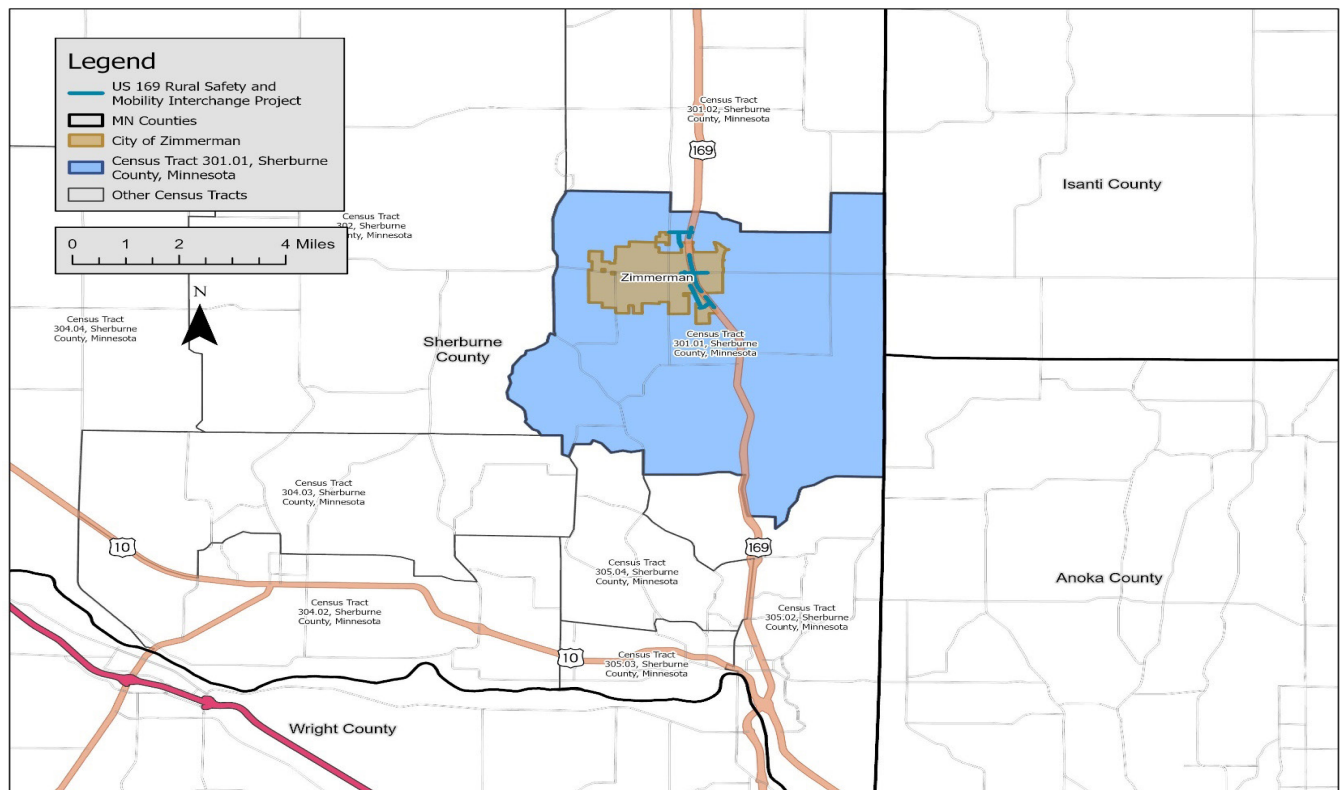 Legend
US 169 Rural Safety and
Mobility Interchange Project
MN Counties
City of Zimmerman
Census Tract 301.01, Sherburne
County, Minnesota
Other Census Tracts
0 1 2 4 Miles
N
Census Tract
301.02, Sherburne
County, Minnesota
169
Isanti County
Census Tract
302, Sherburne
County, Minnesota
Zimmerman
Census Tract
304.04, Sherburne
County, Minnesota
Sherburne
County
Census Tract
301.01, Sherburne
County, Minnesota
Census Tract
304.03, Sherburne
County, Minnesota
10
169
Census Tract
305.04, Sherburne
County, Minnesota
Anoka County
Census Tract
304.02, Sherburne
County, Minnesota
Census Tract
305.02, Sherburne
County, Minnesota
10
Census Tract
305.03, Sherburne
County, Minnesota
Wright County